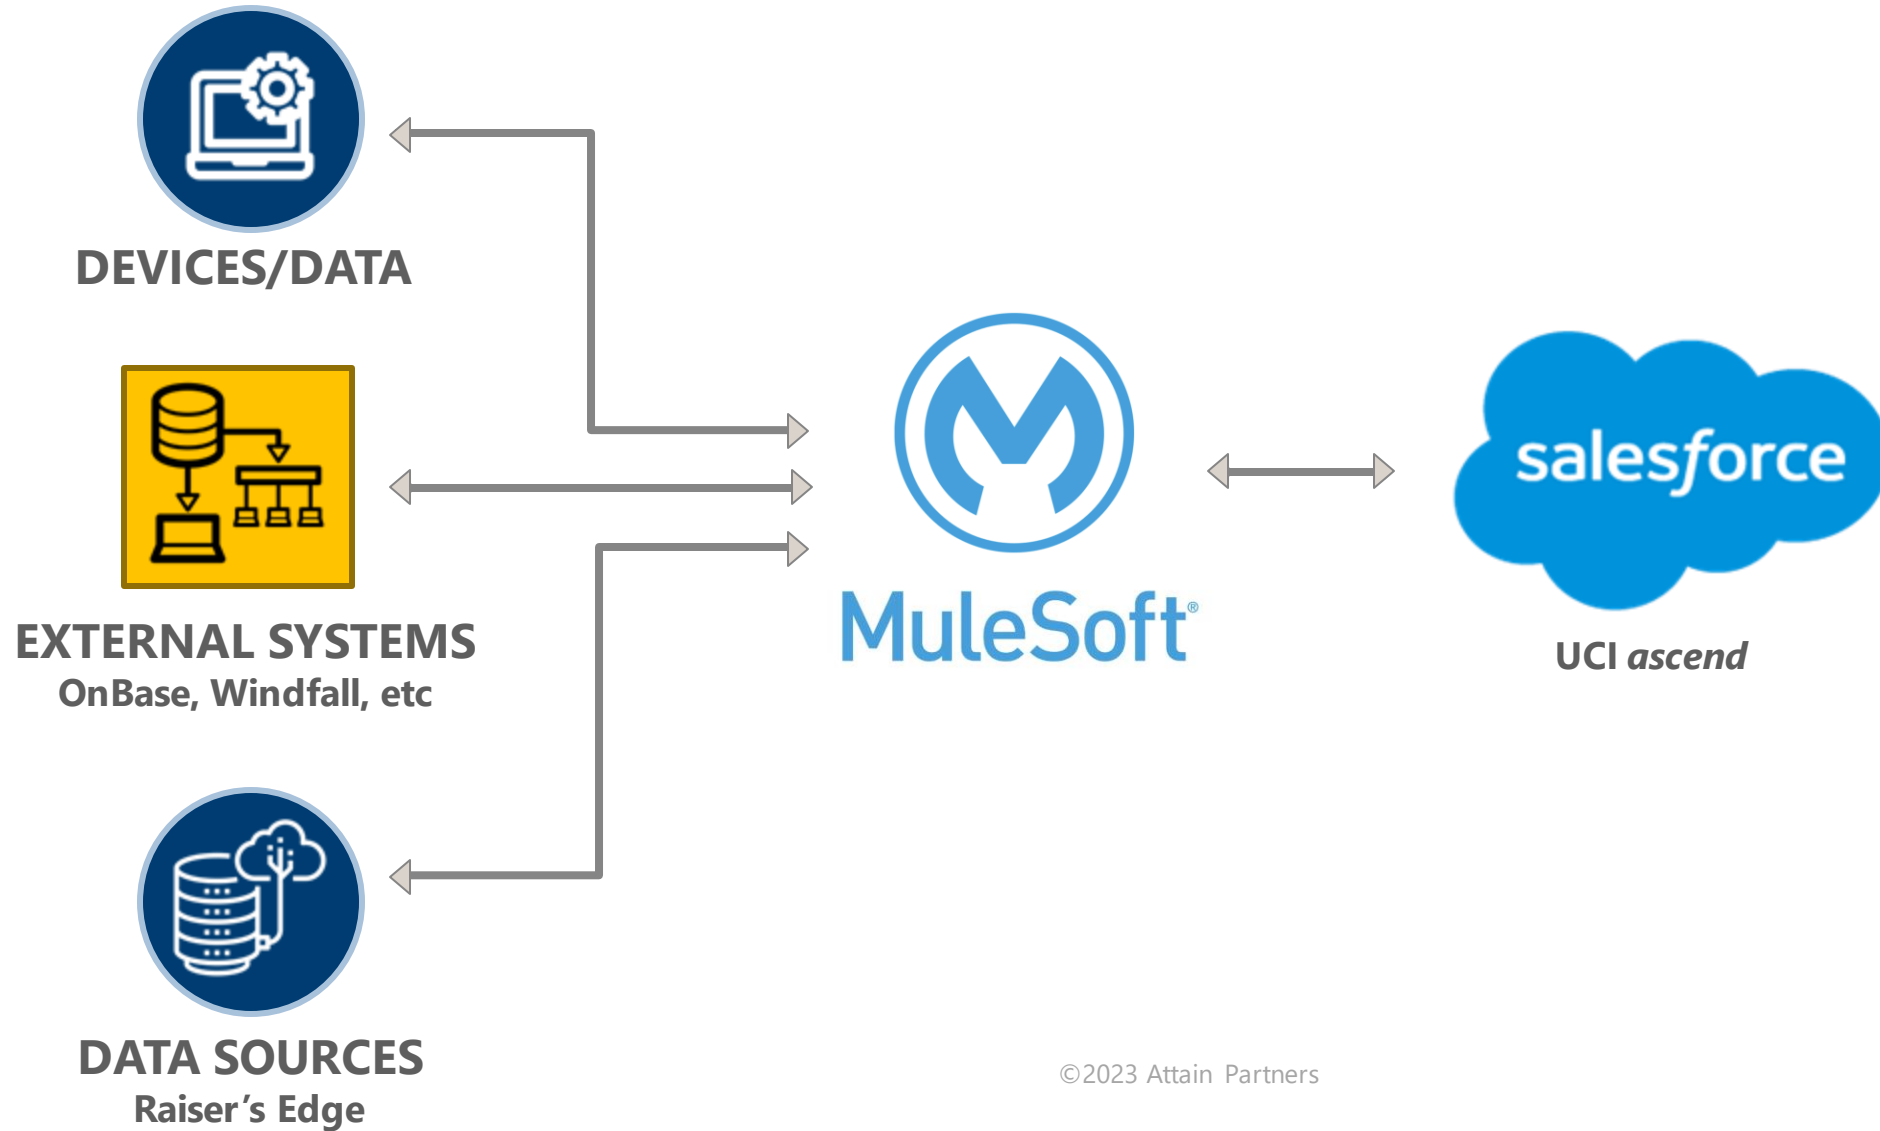 DEVICES/DATA
EXTERNAL SYSTEMS
OnBase, Windfall, etc
DATA SOURCES
Raiser's Edge
MuleSoft®
salesforce
UCI ascend
©2023 Attain Partners